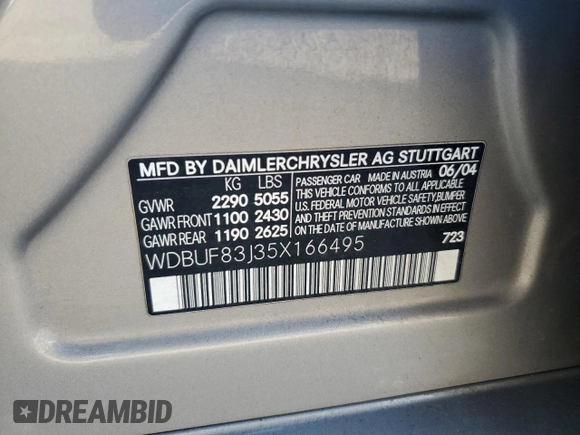 MFD BY DAIMLERCHRYSLER AG STUTTGART
KG LBS
GVWR 2290 5055
GAWR FRONT 1100 2430
GAWR REAR 1190 2625
PASSENGER CAR MADE IN AUSTRIA 06/04
THIS VEHICLE CONFORMS TO ALL APPLICABLE
U.S. FEDERAL MOTOR VEHICLE SAFETY,BUMPER
AND THEFT PREVENTION STANDARDS IN EFFECT
ON THE DATE OF MANUFACTURE SHOWN ABOVE
WDBUF83J35X166495
723
DREAMBID